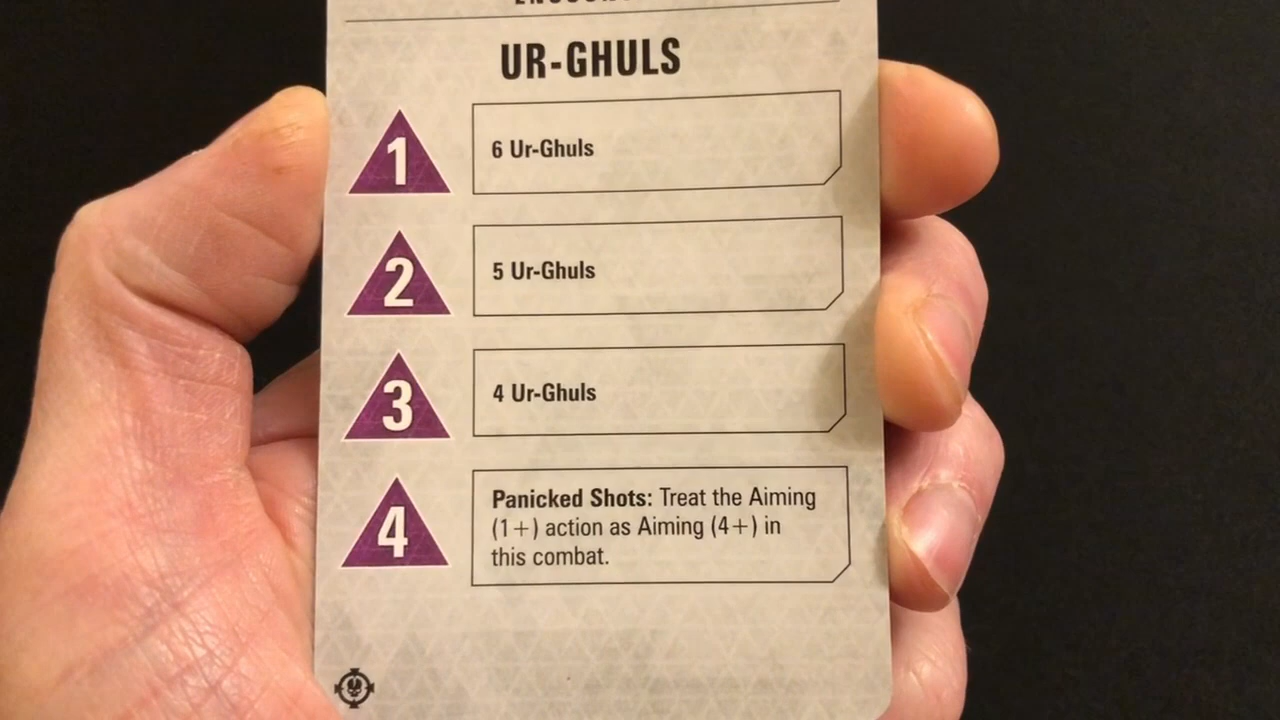 UR-GHULS
1
6 Ur-Ghuls
2
5 Ur-Ghuls
3
4 Ur-Ghuls
4
Panicked Shots: Treat the Aiming
(1+) action as Aiming (4+) in
this combat.